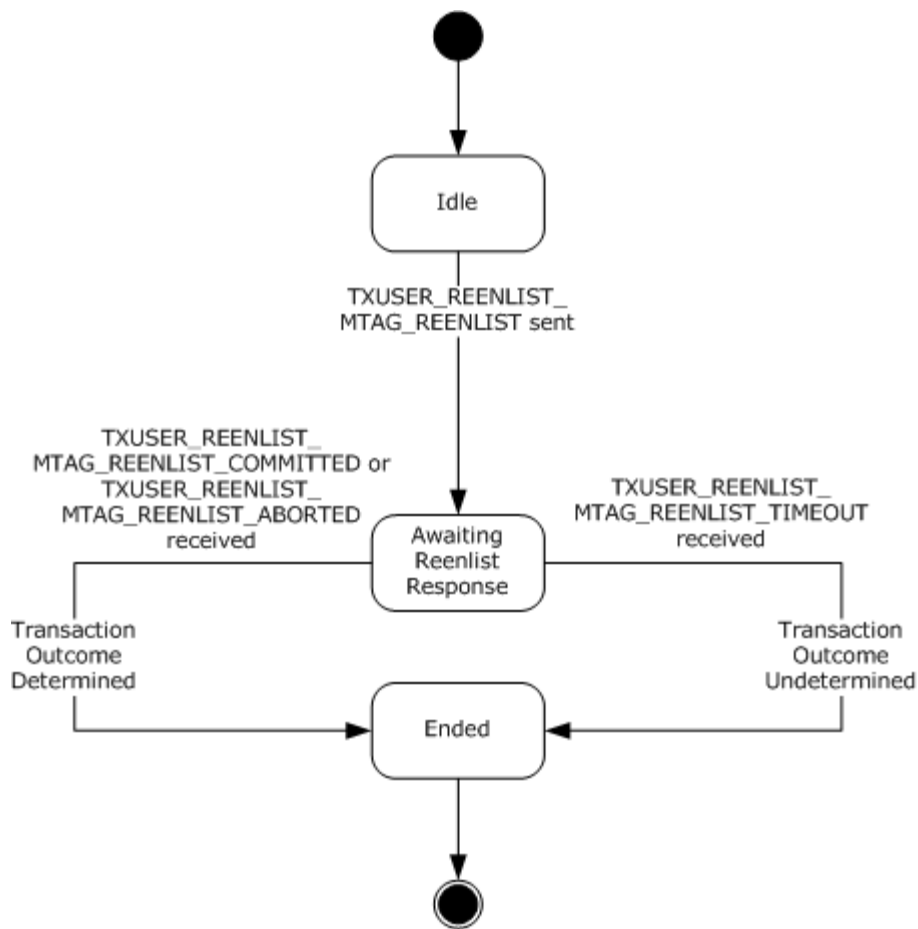 Idle
TXUSER_REENLIST_
MTAG_REENLIST sent
TXUSER_REENLIST_
MTAG_REENLIST_COMMITTED or
TXUSER_REENLIST_
MTAG_REENLIST_ABORTED
received
TXUSER_REENLIST_
MTAG_REENLIST_TIMEOUT
received
Awaiting
Reenlist
Response
Transaction
Outcome
Determined
Transaction
Outcome
Undetermined
Ended